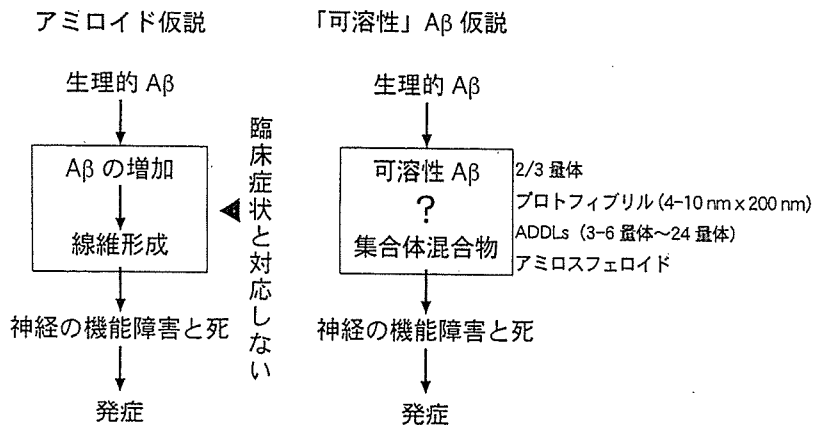 アミロイド仮説
生理的 Aβ
Aβ の増加
線維形成
神経の機能障害と死
発症
臨床症状と対応しない
「可溶性」Aβ 仮説
生理的 Aβ
可溶性 Aβ
?
集合体混合物
2/3 量体
プロトフィブリル (4-10 nm x 200 nm)
ADDLs (3-6 量体～24 量体)
アミロスフェロイド
神経の機能障害と死
発症